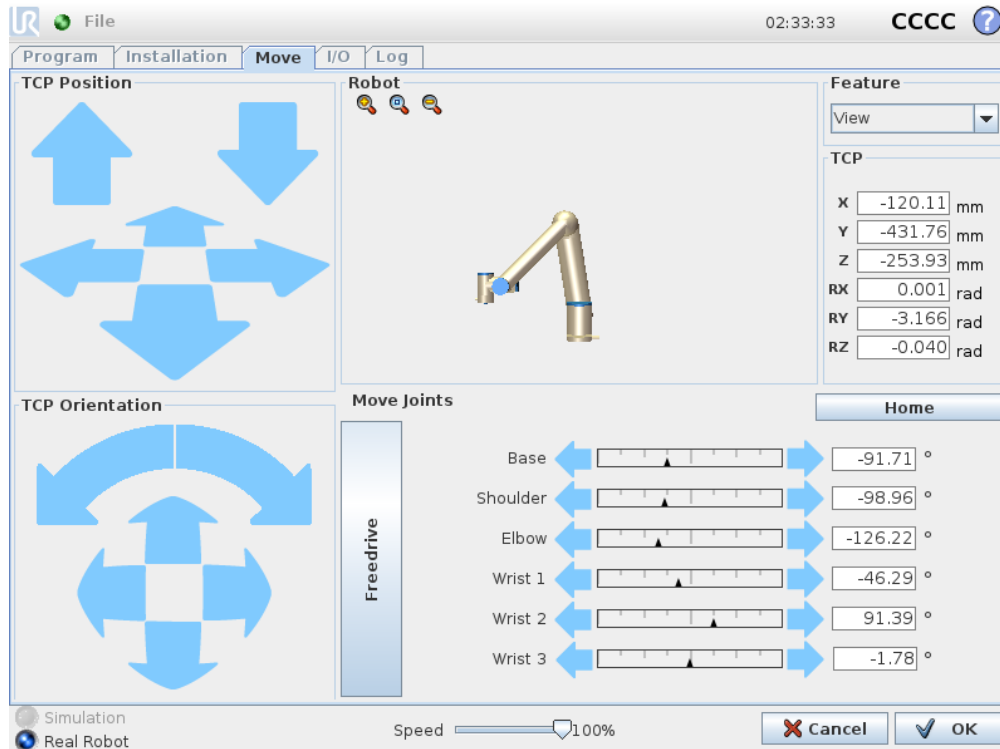 UR File 02:33:33 CCCC ?
Program Installation Move I/O Log
TCP Position
Robot
Feature
View
TCP
X -120.11 mm
Y -431.76 mm
Z -253.93 mm
RX 0.001 rad
RY -3.166 rad
RZ -0.040 rad
TCP Orientation
Move Joints
Home
Freedrive
Base -91.71 °
Shoulder -98.96 °
Elbow -126.22 °
Wrist 1 -46.29 °
Wrist 2 91.39 °
Wrist 3 -1.78 °
Simulation
Real Robot
Speed 100%
Cancel OK